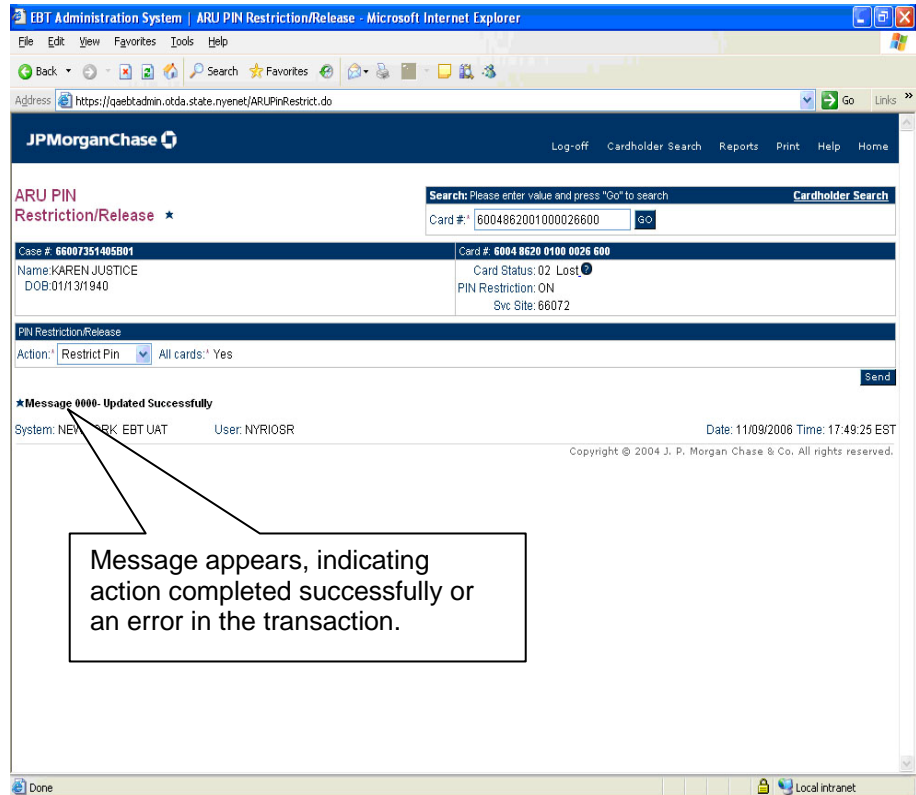 EBT Administration System | ARU PIN Restriction/Release - Microsoft Internet Explorer
File Edit View Favorites Tools Help
Back Search Favorites
Address https://qaebtadmin.otda.state.nyenet/ARUPinRestrict.do Go Links »
JPMorganChase
Log-off Cardholder Search Reports Print Help Home
ARU PIN
Restriction/Release ★
Search: Please enter value and press "Go" to search Cardholder Search
Card #:* 6004862001000026600 GO
Case #: 66007351405B01 Card #: 6004 8620 0100 0026 600
Name:KAREN JUSTICE Card Status: 02 Lost ?
DOB:01/13/1940 PIN Restriction: ON
Svc Site: 66072
PIN Restriction/Release
Action:* Restrict Pin All cards:* Yes
Send
★Message 0000- Updated Successfully
System: NEW YORK EBT UAT User: NYRIOSR Date: 11/09/2006 Time: 17:49:25 EST
Copyright © 2004 J. P. Morgan Chase & Co. All rights reserved.
Message appears, indicating
action completed successfully or
an error in the transaction.
Done Local intranet